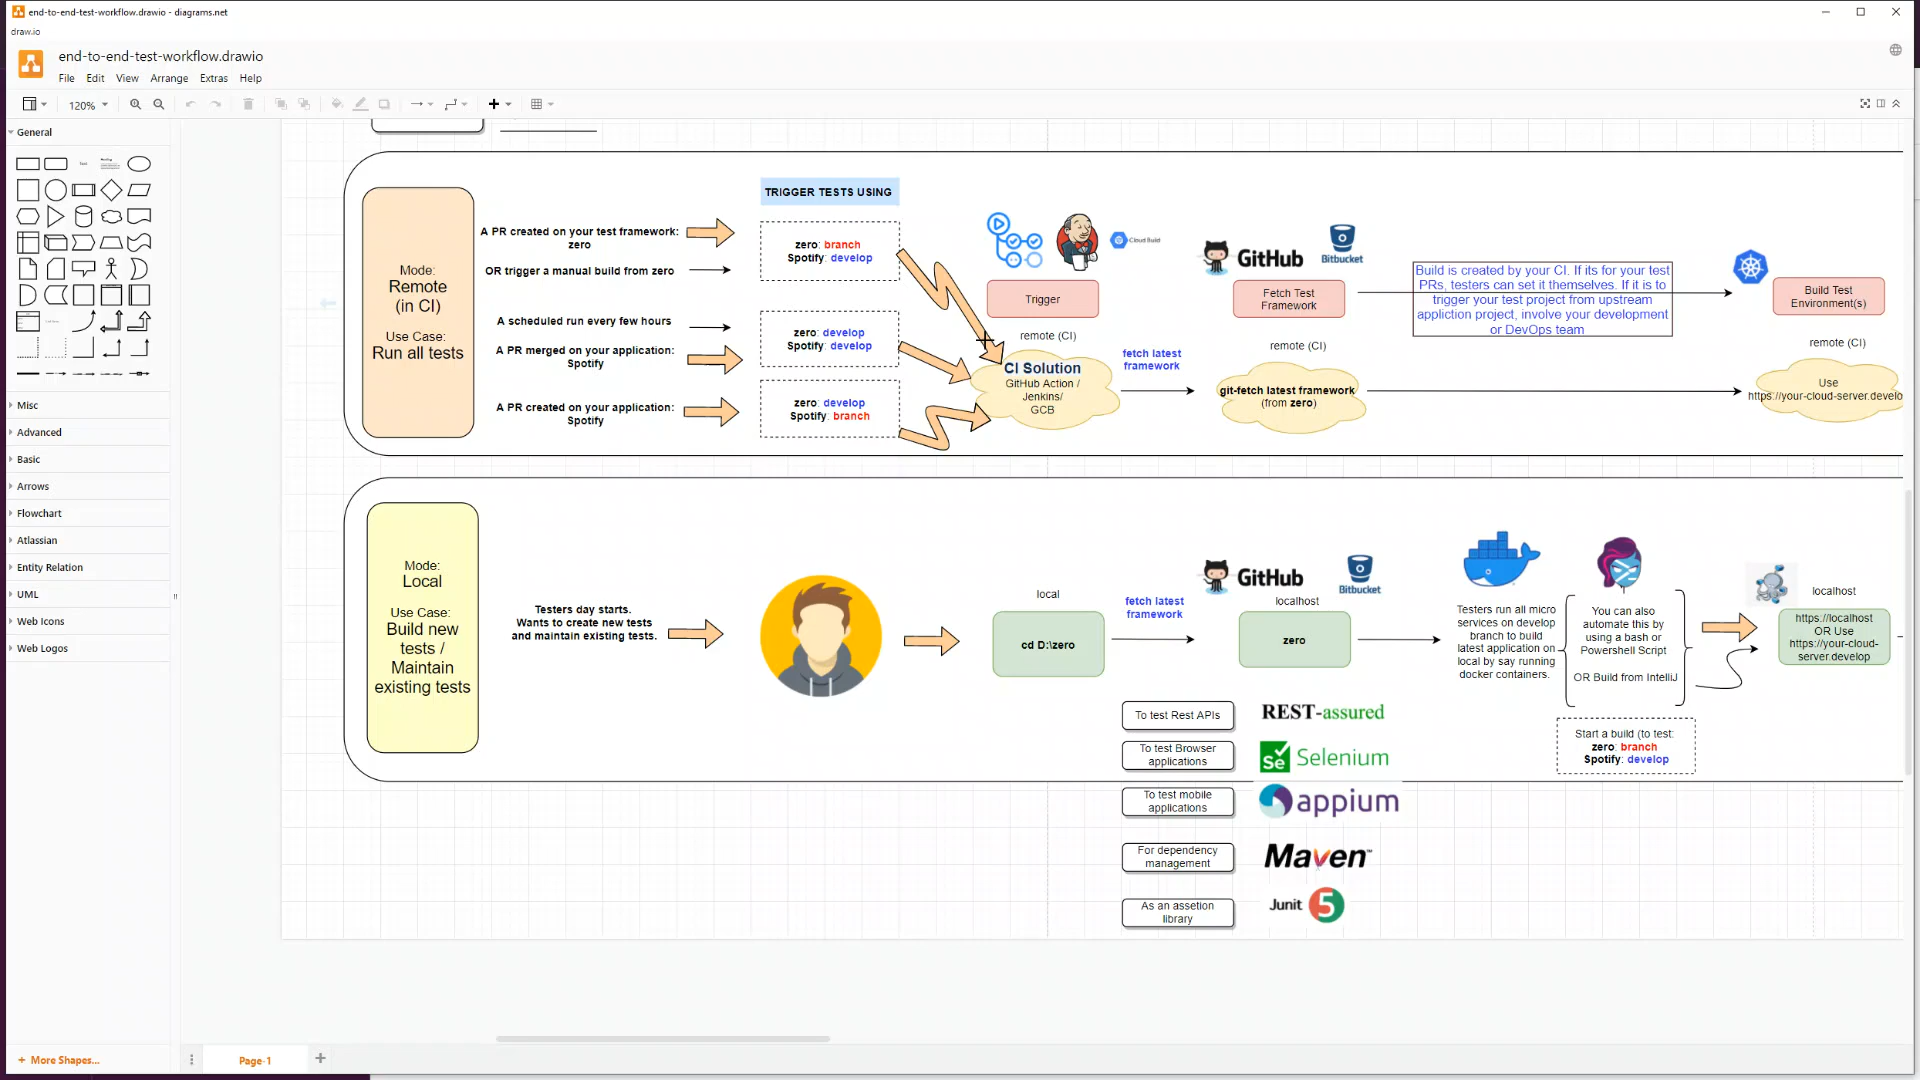 end-to-end-test-workflow.drawio - diagrams.net
draw.io
end-to-end-test-workflow.drawio
File Edit View Arrange Extras Help
120%
General
Misc
Advanced
Basic
Arrows
Flowchart
Atlassian
Entity Relation
UML
Web Icons
Web Logos
+ More Shapes...
Page-1
Mode:
Remote
(in CI)
Use Case:
Run all tests
A PR created on your test framework:
zero
OR trigger a manual build from zero
A scheduled run every few hours
A PR merged on your application:
Spotify
A PR created on your application:
Spotify
TRIGGER TESTS USING
zero: branch
Spotify: develop
zero: develop
Spotify: develop
zero: develop
Spotify: branch
Cloud Build
Trigger
remote (CI)
CI Solution
GitHub Action /
Jenkins/
GCB
fetch latest
framework
GitHub
Bitbucket
Fetch Test
Framework
remote (CI)
git-fetch latest framework
(from zero)
Build is created by your CI. If its for your test
PRs, testers can set it themselves. If it is to
trigger your test project from upstream
appliction project, involve your development
or DevOps team
Build Test
Environment(s)
remote (CI)
Use
https://your-cloud-server.develo
Mode:
Local
Use Case:
Build new
tests /
Maintain
existing tests
Testers day starts.
Wants to create new tests
and maintain existing tests.
local
cd D:\zero
fetch latest
framework
GitHub
Bitbucket
localhost
zero
Testers run all micro
services on develop
branch to build
latest application on
local by say running
docker containers.
You can also
automate this by
using a bash or
Powershell Script
OR Build from IntelliJ
Start a build (to test:
zero: branch
Spotify: develop
localhost
https://localhost
OR Use
https://your-cloud-
server.develop
To test Rest APIs
REST-assured
To test Browser
applications
Se Selenium
To test mobile
applications
appium
For dependency
management
Maven™
As an assetion
library
Junit 5